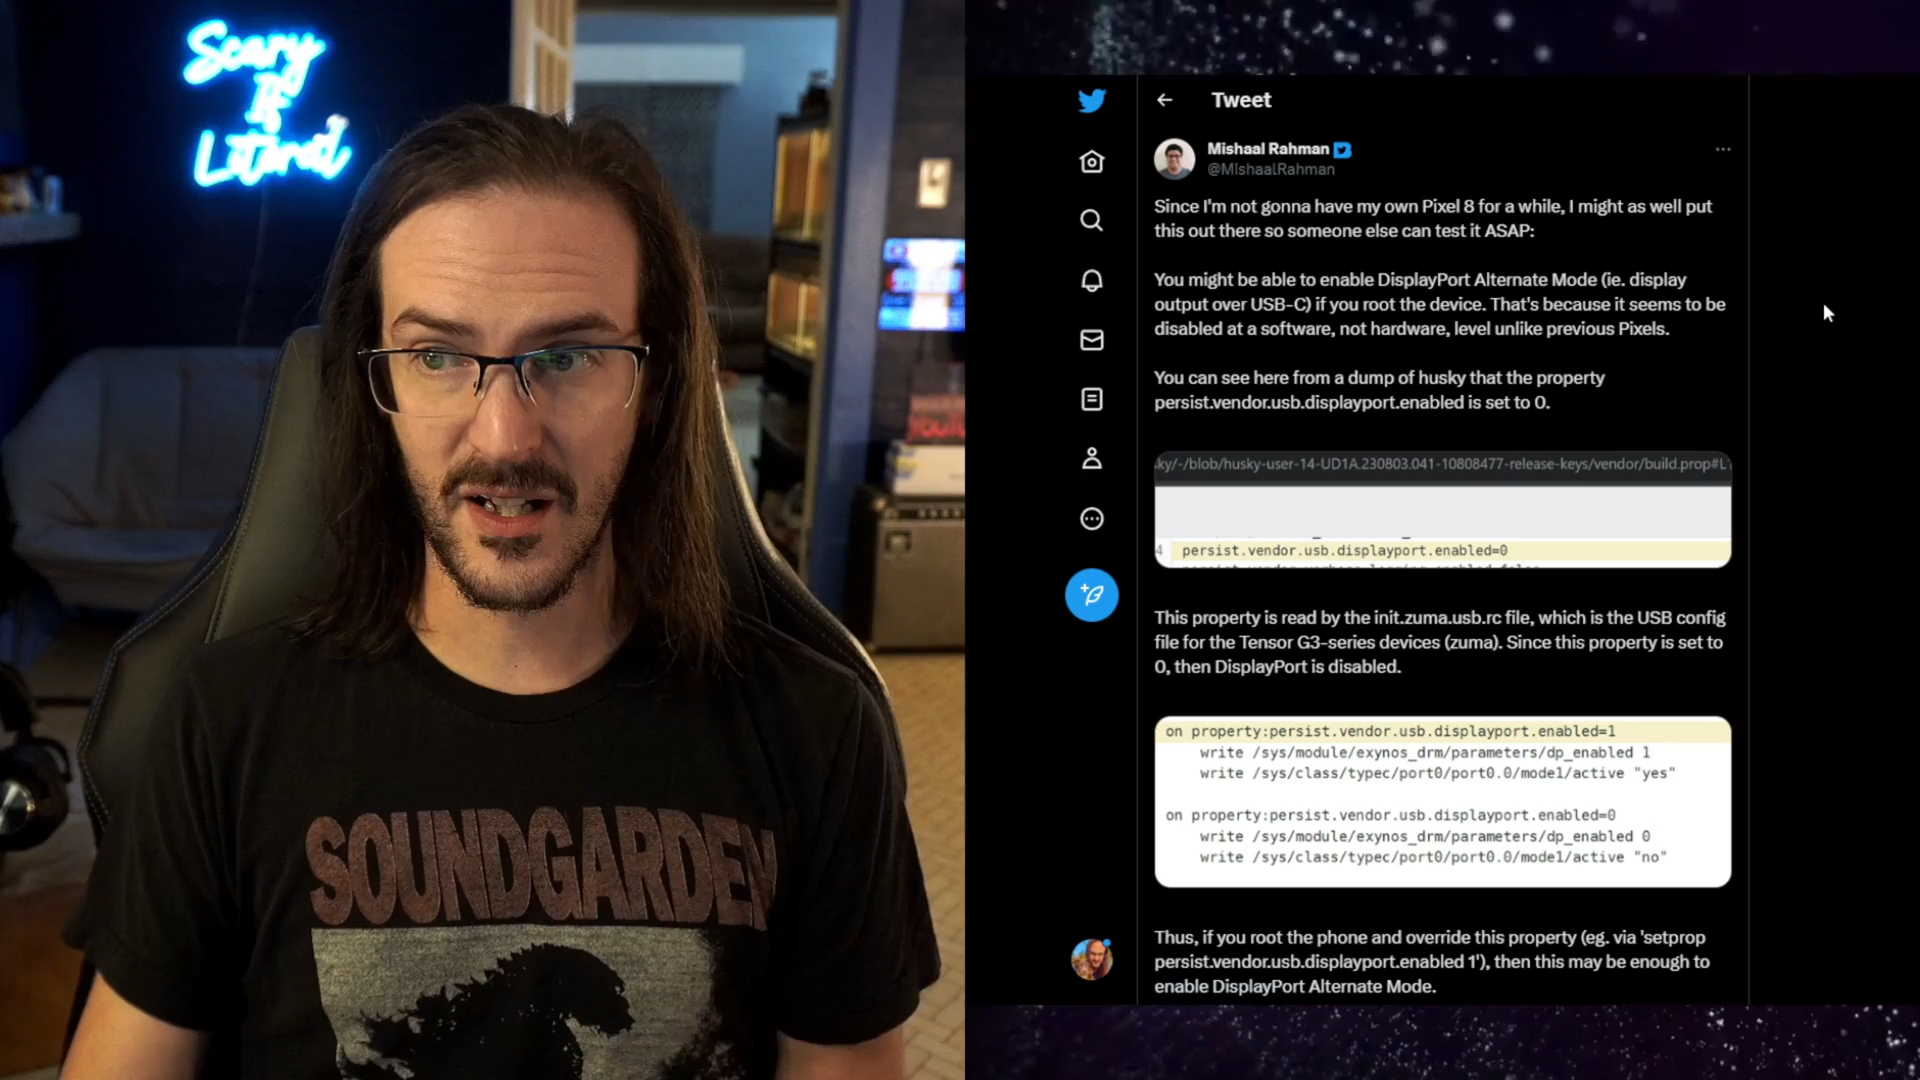 Scary
If
Literal
SOUNDGARDEN
Tweet
Mishaal Rahman
@MishaalRahman
Since I'm not gonna have my own Pixel 8 for a while, I might as well put
this out there so someone else can test it ASAP:
You might be able to enable DisplayPort Alternate Mode (ie. display
output over USB-C) if you root the device. That's because it seems to be
disabled at a software, not hardware, level unlike previous Pixels.
You can see here from a dump of husky that the property
persist.vendor.usb.displayport.enabled is set to 0.
ky/-/blob/husky-user-14-UD1A.230803.041-10808477-release-keys/vendor/build.prop#L
4 persist.vendor.usb.displayport.enabled=0
This property is read by the init.zuma.usb.rc file, which is the USB config
file for the Tensor G3-series devices (zuma). Since this property is set to
0, then DisplayPort is disabled.
on property:persist.vendor.usb.displayport.enabled=1
write /sys/module/exynos_drm/parameters/dp_enabled 1
write /sys/class/typec/port0/port0.0/mode1/active "yes"
on property:persist.vendor.usb.displayport.enabled=0
write /sys/module/exynos_drm/parameters/dp_enabled 0
write /sys/class/typec/port0/port0.0/mode1/active "no"
Thus, if you root the phone and override this property (eg. via 'setprop
persist.vendor.usb.displayport.enabled 1'), then this may be enough to
enable DisplayPort Alternate Mode.